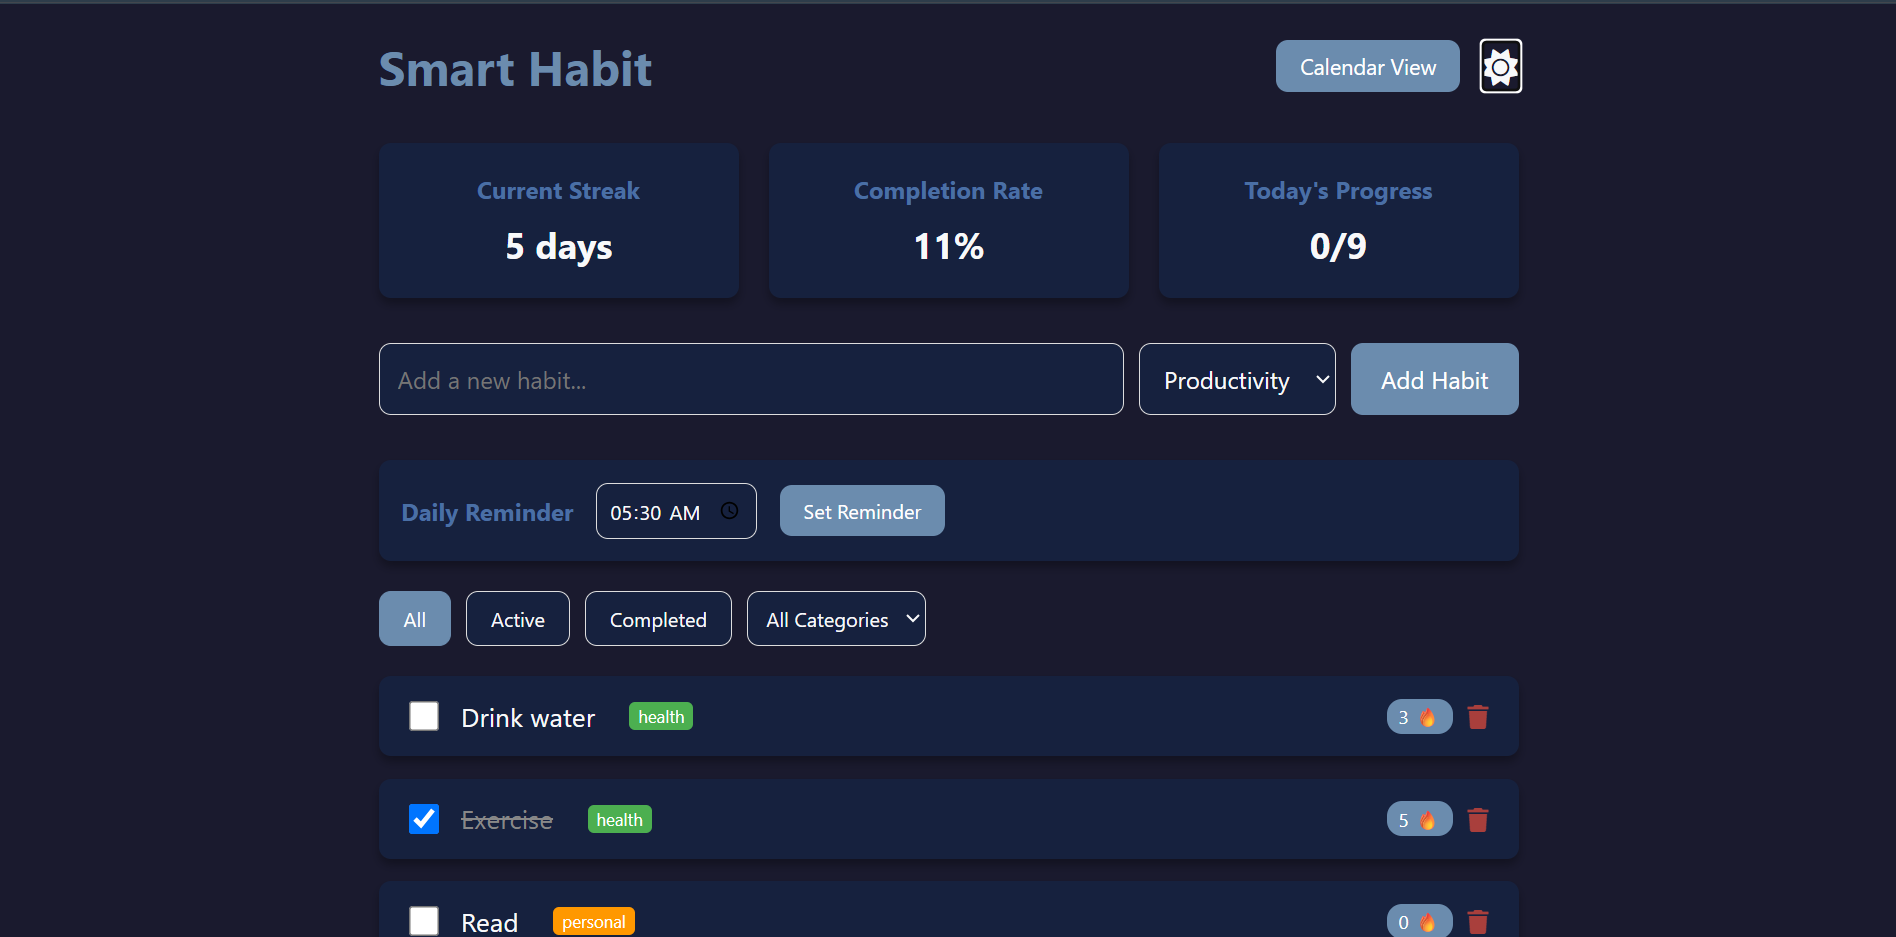 Smart Habit
Calendar View
Current Streak
5 days
Completion Rate
11%
Today's Progress
0/9
Add a new habit...
Productivity
Add Habit
Daily Reminder
05:30 AM
Set Reminder
All
Active
Completed
All Categories
Drink water
health
3
Exercise
health
5
Read
personal
0